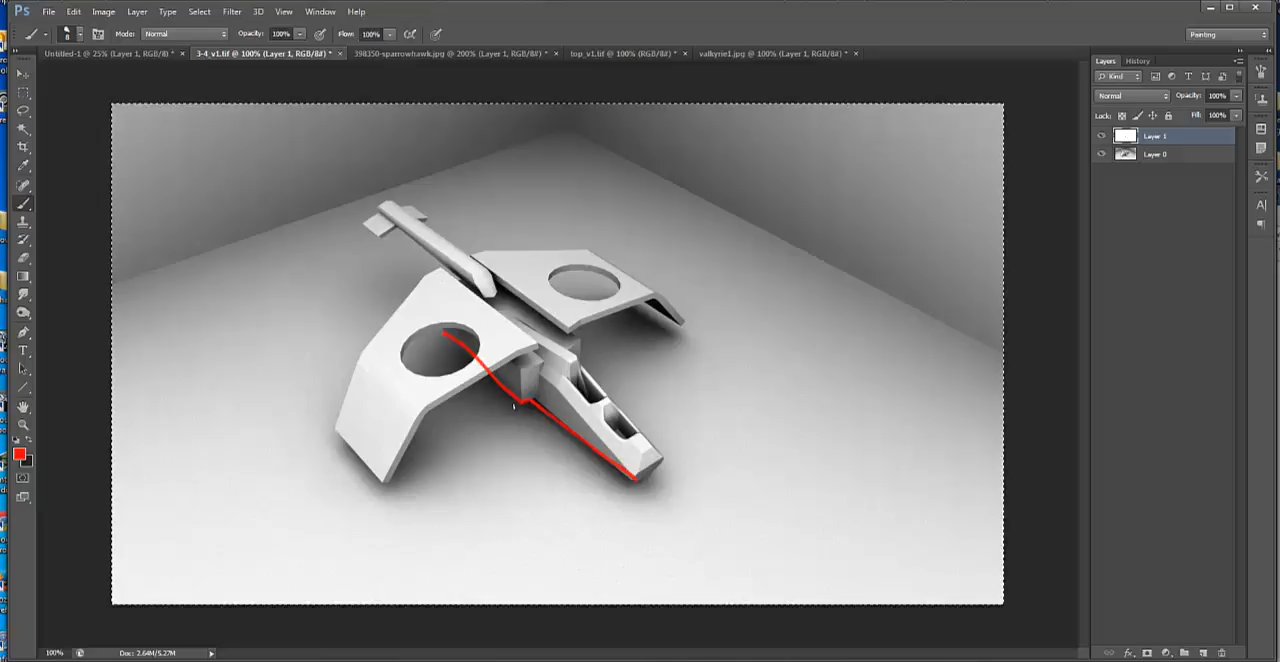 Ps File Edit Image Layer Type Select Filter 3D View Window Help
Mode: Normal Opacity: 100% Flow: 100% Painting
Untitled-1 @ 25% (Layer 1, RGB/8) * × 3-4_v1.tif @ 100% (Layer 1, RGB/8#) * × 398350-sparrowhawk.jpg @ 200% (Layer 1, RGB/8#) * × top_v1.tif @ 100% (RGB/8#) * × valkyrie1.jpg @ 100% (Layer 1, RGB/8#) * ×
Layers History
Kind
Normal Opacity: 100%
Lock: Fill: 100%
Layer 1
Layer 0
100% Doc: 2.64M/5.27M